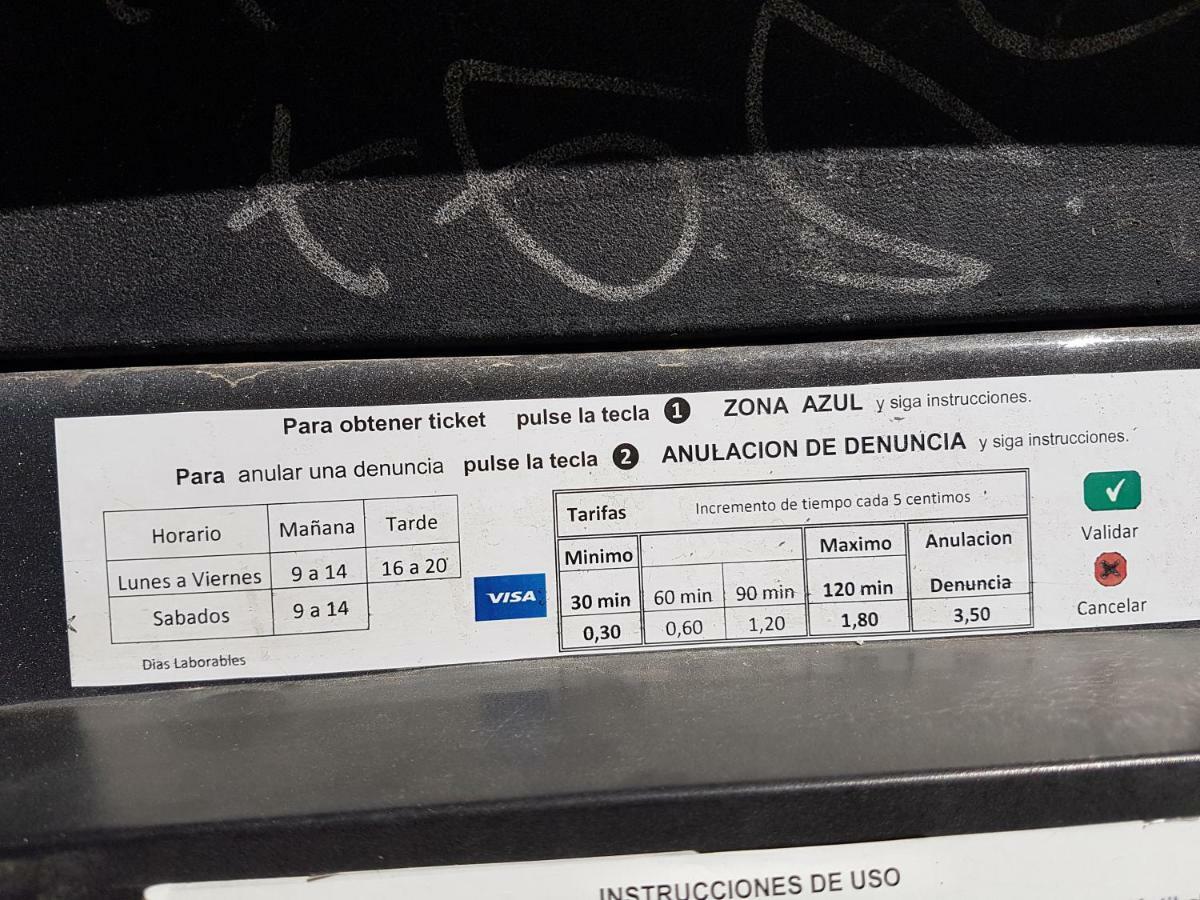 Para obtener ticket pulse la tecla 1 ZONA AZUL y siga instrucciones.
Para anular una denuncia pulse la tecla 2 ANULACION DE DENUNCIA y siga instrucciones.
Horario Mañana Tarde
Lunes a Viernes 9 a 14 16 a 20
Sabados 9 a 14
Dias Laborables
VISA
Tarifas Incremento de tiempo cada 5 centimos
Minimo Maximo Anulacion
30 min 60 min 90 min 120 min Denuncia
0,30 0,60 1,20 1,80 3,50
Validar
Cancelar
INSTRUCCIONES DE USO